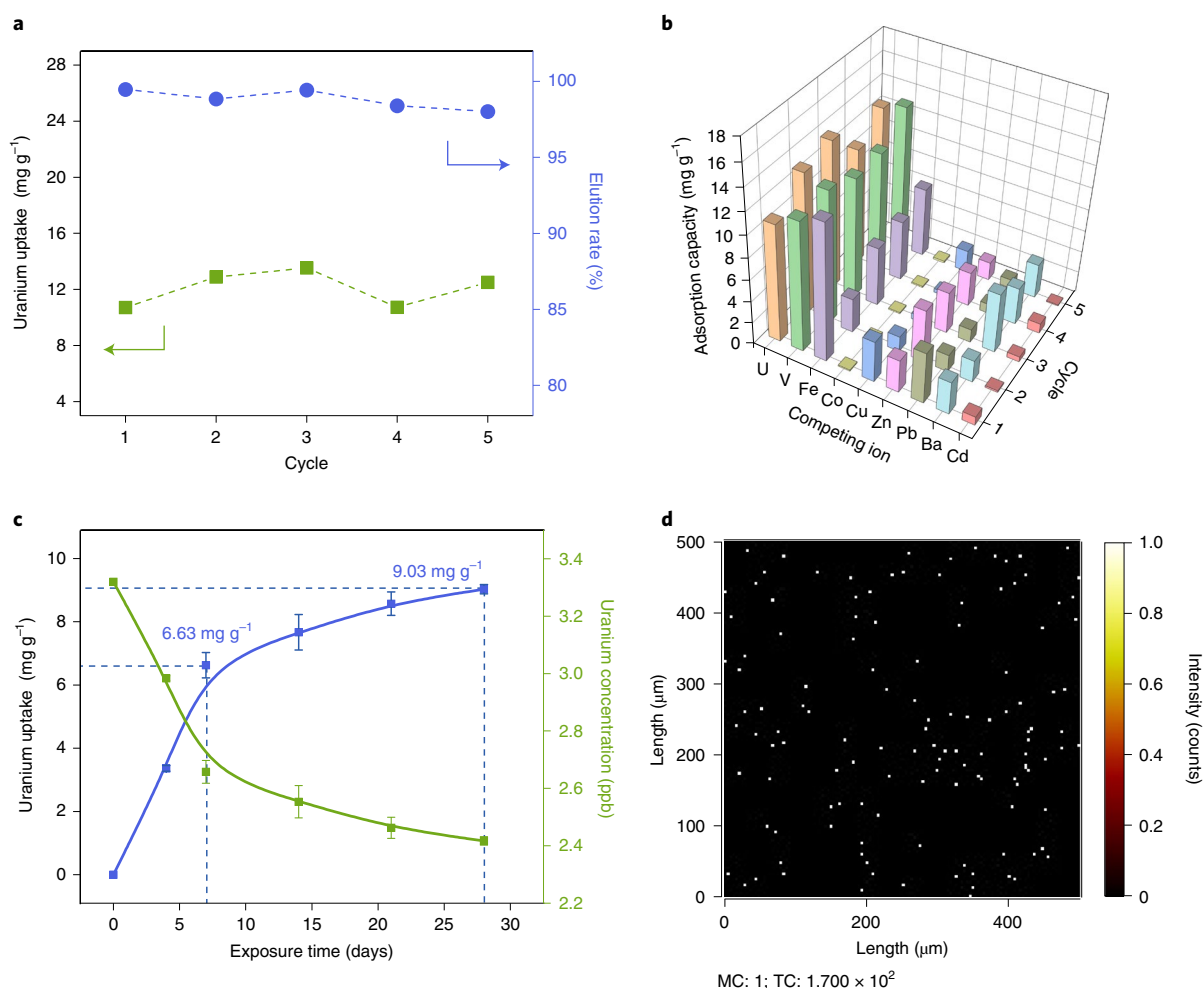 a
28
24
20
16
12
8
4
Uranium uptake (mg g⁻¹)
100
95
90
85
80
Elution rate (%)
1 2 3 4 5
Cycle
b
18
16
14
12
10
8
6
4
2
0
Adsorption capacity (mg g⁻¹)
U V Fe Co Cu Zn Pb Ba Cd
Competing ion
5
4
3
2
1
Cycle
c
10
8
6
4
2
0
Uranium uptake (mg g⁻¹)
9.03 mg g⁻¹
6.63 mg g⁻¹
3.4
3.2
3.0
2.8
2.6
2.4
2.2
Uranium concentration (ppb)
0 5 10 15 20 25 30
Exposure time (days)
d
500
400
300
200
100
0
Length (μm)
0 200 400
Length (μm)
1.0
0.8
0.6
0.4
0.2
0
Intensity (counts)
MC: 1; TC: 1.700 × 10²